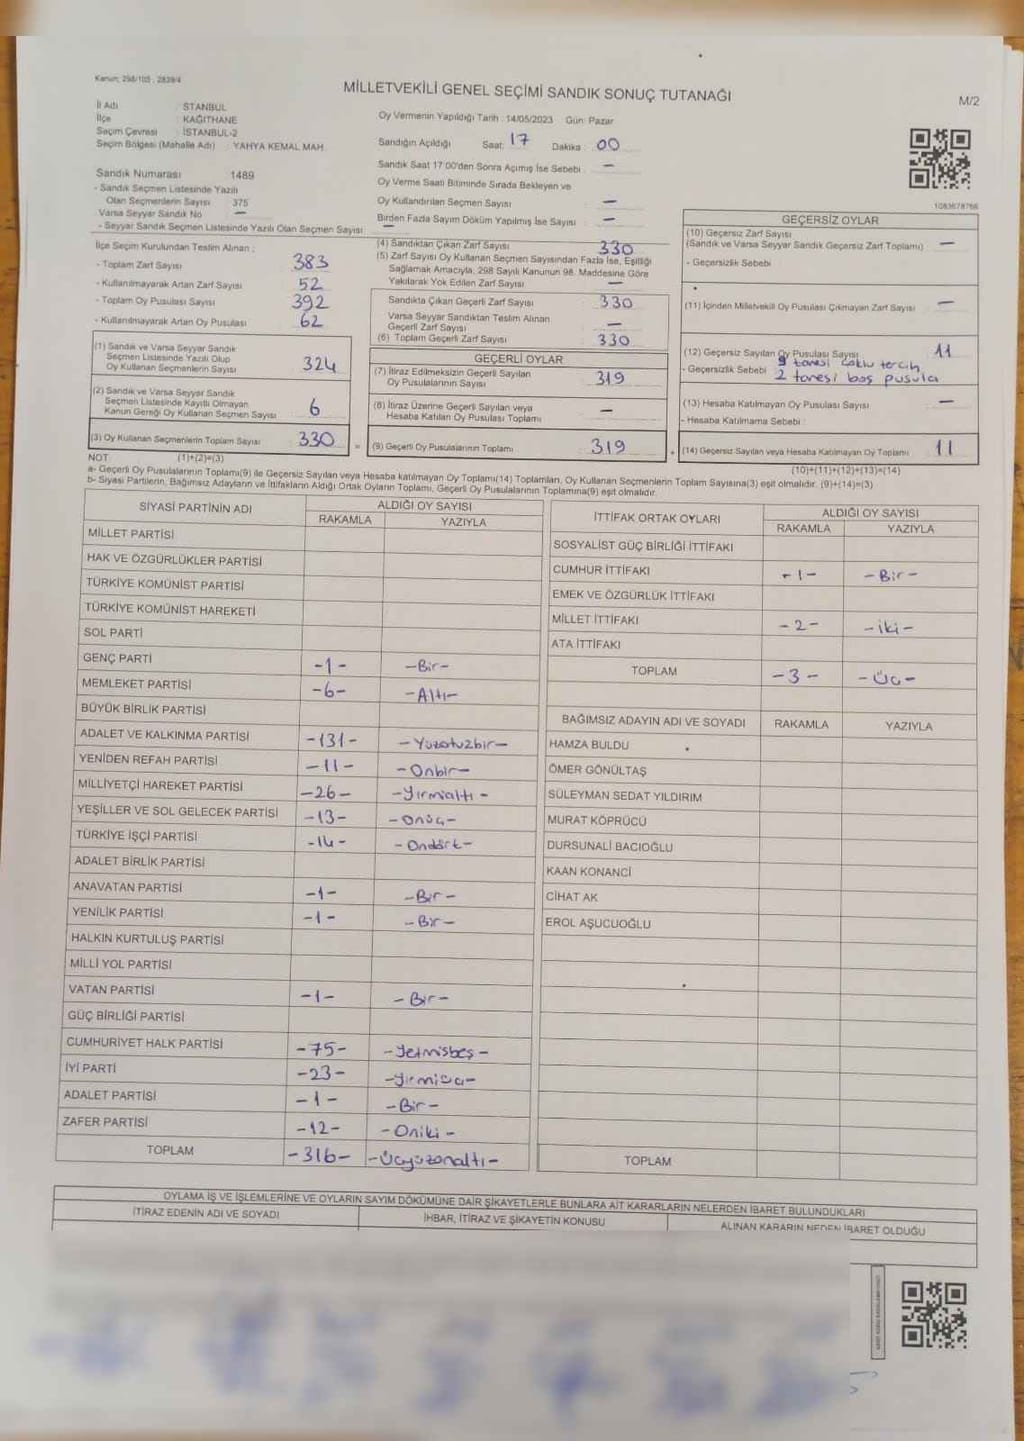 Kanun; 298/105 , 2839/4
MİLLETVEKİLİ GENEL SEÇİMİ SANDIK SONUÇ TUTANAĞI
M/2
İl Adı : STANBUL
İlçe KAĞITHANE
Seçim Çevresi : İSTANBUL-2
Seçim Bölgesi (Mahalle Adı) : YAHYA KEMAL MAH.
Oy Vermenin Yapıldığı Tarih : 14/05/2023 Gün: Pazar
Sandığın Açıldığı Saat: 17 Dakika : 00
Sandık Saat 17:00'den Sonra Açımış İse Sebebi : —
Oy Verme Saati Bitiminde Sırada Bekleyen ve
Oy Kullandırılan Seçmen Sayısı —
Birden Fazla Sayım Döküm Yapılmış İse Sayısı —
Sandık Numarası 1489
- Sandık Seçmen Listesinde Yazılı
Olan Seçmenlerin Sayısı 375
Varsa Seyyar Sandık No —
- Seyyar Sandık Seçmen Listesinde Yazılı Olan Seçmen Sayısı —
1083678766
İlçe Seçim Kurulundan Teslim Alınan :
- Toplam Zarf Sayısı 383
- Kullanılmayarak Artan Zarf Sayısı 52
- Toplam Oy Pusulası Sayısı 392
- Kullanılmayarak Artan Oy Pusulası 62
(1) Sandık ve Varsa Seyyar Sandık
Seçmen Listesinde Yazılı Olup
Oy Kullanan Seçmenlerin Sayısı 324
(2) Sandık ve Varsa Seyyar Sandık
Seçmen Listesinde Kayıtlı Olmayan
Kanun Gereği Oy Kullanan Seçmen Sayısı 6
(3) Oy Kullanan Seçmenlerin Toplam Sayısı 330 =
(4) Sandıktan Çıkan Zarf Sayısı 330
(5) Zarf Sayısı Oy Kullanan Seçmen Sayısından Fazla İse, Eşitliği
Sağlamak Amacıyla, 298 Sayılı Kanunun 98. Maddesine Göre
Yakılarak Yok Edilen Zarf Sayısı —
Sandıkta Çıkan Geçerli Zarf Sayısı 330
Varsa Seyyar Sandıktan Teslim Alınan
Geçerli Zarf Sayısı —
(6) Toplam Geçerli Zarf Sayısı 330
GEÇERLİ OYLAR
(7) İtiraz Edilmeksizin Geçerli Sayılan
Oy Pusulalarının Sayısı 319
(8) İtiraz Üzerine Geçerli Sayılan veya
Hesaba Katılan Oy Pusulası Toplamı —
(9) Geçerli Oy Pusulalarının Toplamı 319 +
GEÇERSİZ OYLAR
(10) Geçersiz Zarf Sayısı
(Sandık ve Varsa Seyyar Sandık Geçersiz Zarf Toplamı) —
- Geçersizlik Sebebi
(11) İçinden Milletvekili Oy Pusulası Çıkmayan Zarf Sayısı —
(12) Geçersiz Sayılan Oy Pusulası Sayısı 11
- Geçersizlik Sebebi 9 tanesi çoklu tercih
2 tanesi boş pusula
(13) Hesaba Katılmayan Oy Pusulası Sayısı —
- Hesaba Katılmama Sebebi :
(14) Geçersiz Sayılan veya Hesaba Katılmayan Oy Toplamı 11
NOT (1)+(2)=(3)
(10)+(11)+(12)+(13)=(14)
a- Geçerli Oy Pusulalarının Toplamı(9) ile Geçersiz Sayılan veya Hesaba katılmayan Oy Toplamı(14) Toplamları, Oy Kullanan Seçmenlerin Toplam Sayısına(3) eşit olmalıdır. (9)+(14)=(3)
b- Siyasi Partilerin, Bağımsız Adayların ve İttifakların Aldığı Ortak Oyların Toplamı, Geçerli Oy Pusulalarının Toplamına(9) eşit olmalıdır.
SİYASİ PARTİNİN ADI ALDIĞI OY SAYISI
RAKAMLA YAZIYLA
MİLLET PARTİSİ
HAK VE ÖZGÜRLÜKLER PARTİSİ
TÜRKİYE KOMÜNİST PARTİSİ
TÜRKİYE KOMÜNİST HAREKETİ
SOL PARTİ
GENÇ PARTİ -1- -Bir-
MEMLEKET PARTİSİ -6- -Altı-
BÜYÜK BİRLİK PARTİSİ
ADALET VE KALKINMA PARTİSİ -131- -Yüzotuzbir-
YENİDEN REFAH PARTİSİ -11- -Onbir-
MİLLİYETÇİ HAREKET PARTİSİ -26- -Yirmialtı-
YEŞİLLER VE SOL GELECEK PARTİSİ -13- -Onüç-
TÜRKİYE İŞÇİ PARTİSİ -14- -Ondört-
ADALET BİRLİK PARTİSİ
ANAVATAN PARTİSİ -1- -Bir-
YENİLİK PARTİSİ -1- -Bir-
HALKIN KURTULUŞ PARTİSİ
MİLLİ YOL PARTİSİ
VATAN PARTİSİ -1- -Bir-
GÜÇ BİRLİĞİ PARTİSİ
CUMHURİYET HALK PARTİSİ -75- -Yetmişbeş-
İYİ PARTİ -23- -Yirmiüç-
ADALET PARTİSİ -1- -Bir-
ZAFER PARTİSİ -12- -Oniki-
TOPLAM -316- -Üçyüzonaltı-
İTTİFAK ORTAK OYLARI ALDIĞI OY SAYISI
RAKAMLA YAZIYLA
SOSYALİST GÜÇ BİRLİĞİ İTTİFAKI
CUMHUR İTTİFAKI -1- -Bir-
EMEK VE ÖZGÜRLÜK İTTİFAKI
MİLLET İTTİFAKI -2- -iki-
ATA İTTİFAKI
TOPLAM -3- -Üç-
BAĞIMSIZ ADAYIN ADI VE SOYADI RAKAMLA YAZIYLA
HAMZA BULDU
ÖMER GÖNÜLTAŞ
SÜLEYMAN SEDAT YILDIRIM
MURAT KÖPRÜCÜ
DURSUNALİ BACIOĞLU
KAAN KONANCİ
CİHAT AK
EROL AŞUCUOĞLU
TOPLAM
OYLAMA İŞ VE İŞLEMLERİNE VE OYLARIN SAYIM DÖKÜMÜNE DAİR ŞİKAYETLERLE BUNLARA AİT KARARLARIN NELERDEN İBARET BULUNDUKLARI
İTİRAZ EDENİN ADI VE SOYADI İHBAR, İTİRAZ VE ŞİKAYETİN KONUSU ALINAN KARARIN NEDEN İBARET OLDUĞU